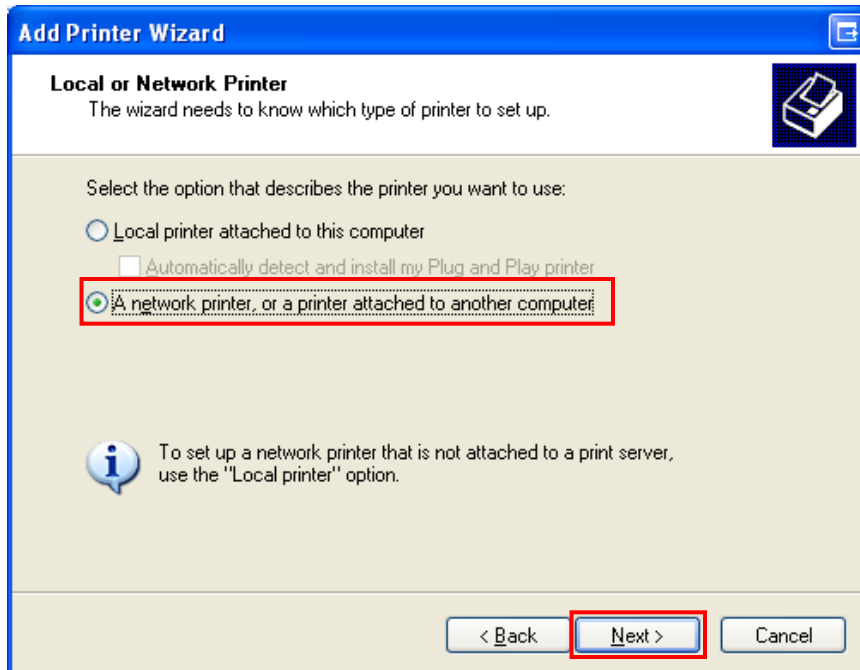 Add Printer Wizard
Local or Network Printer
The wizard needs to know which type of printer to set up.
Select the option that describes the printer you want to use:
Local printer attached to this computer
Automatically detect and install my Plug and Play printer
A network printer, or a printer attached to another computer
To set up a network printer that is not attached to a print server,
use the "Local printer" option.
< Back Next > Cancel